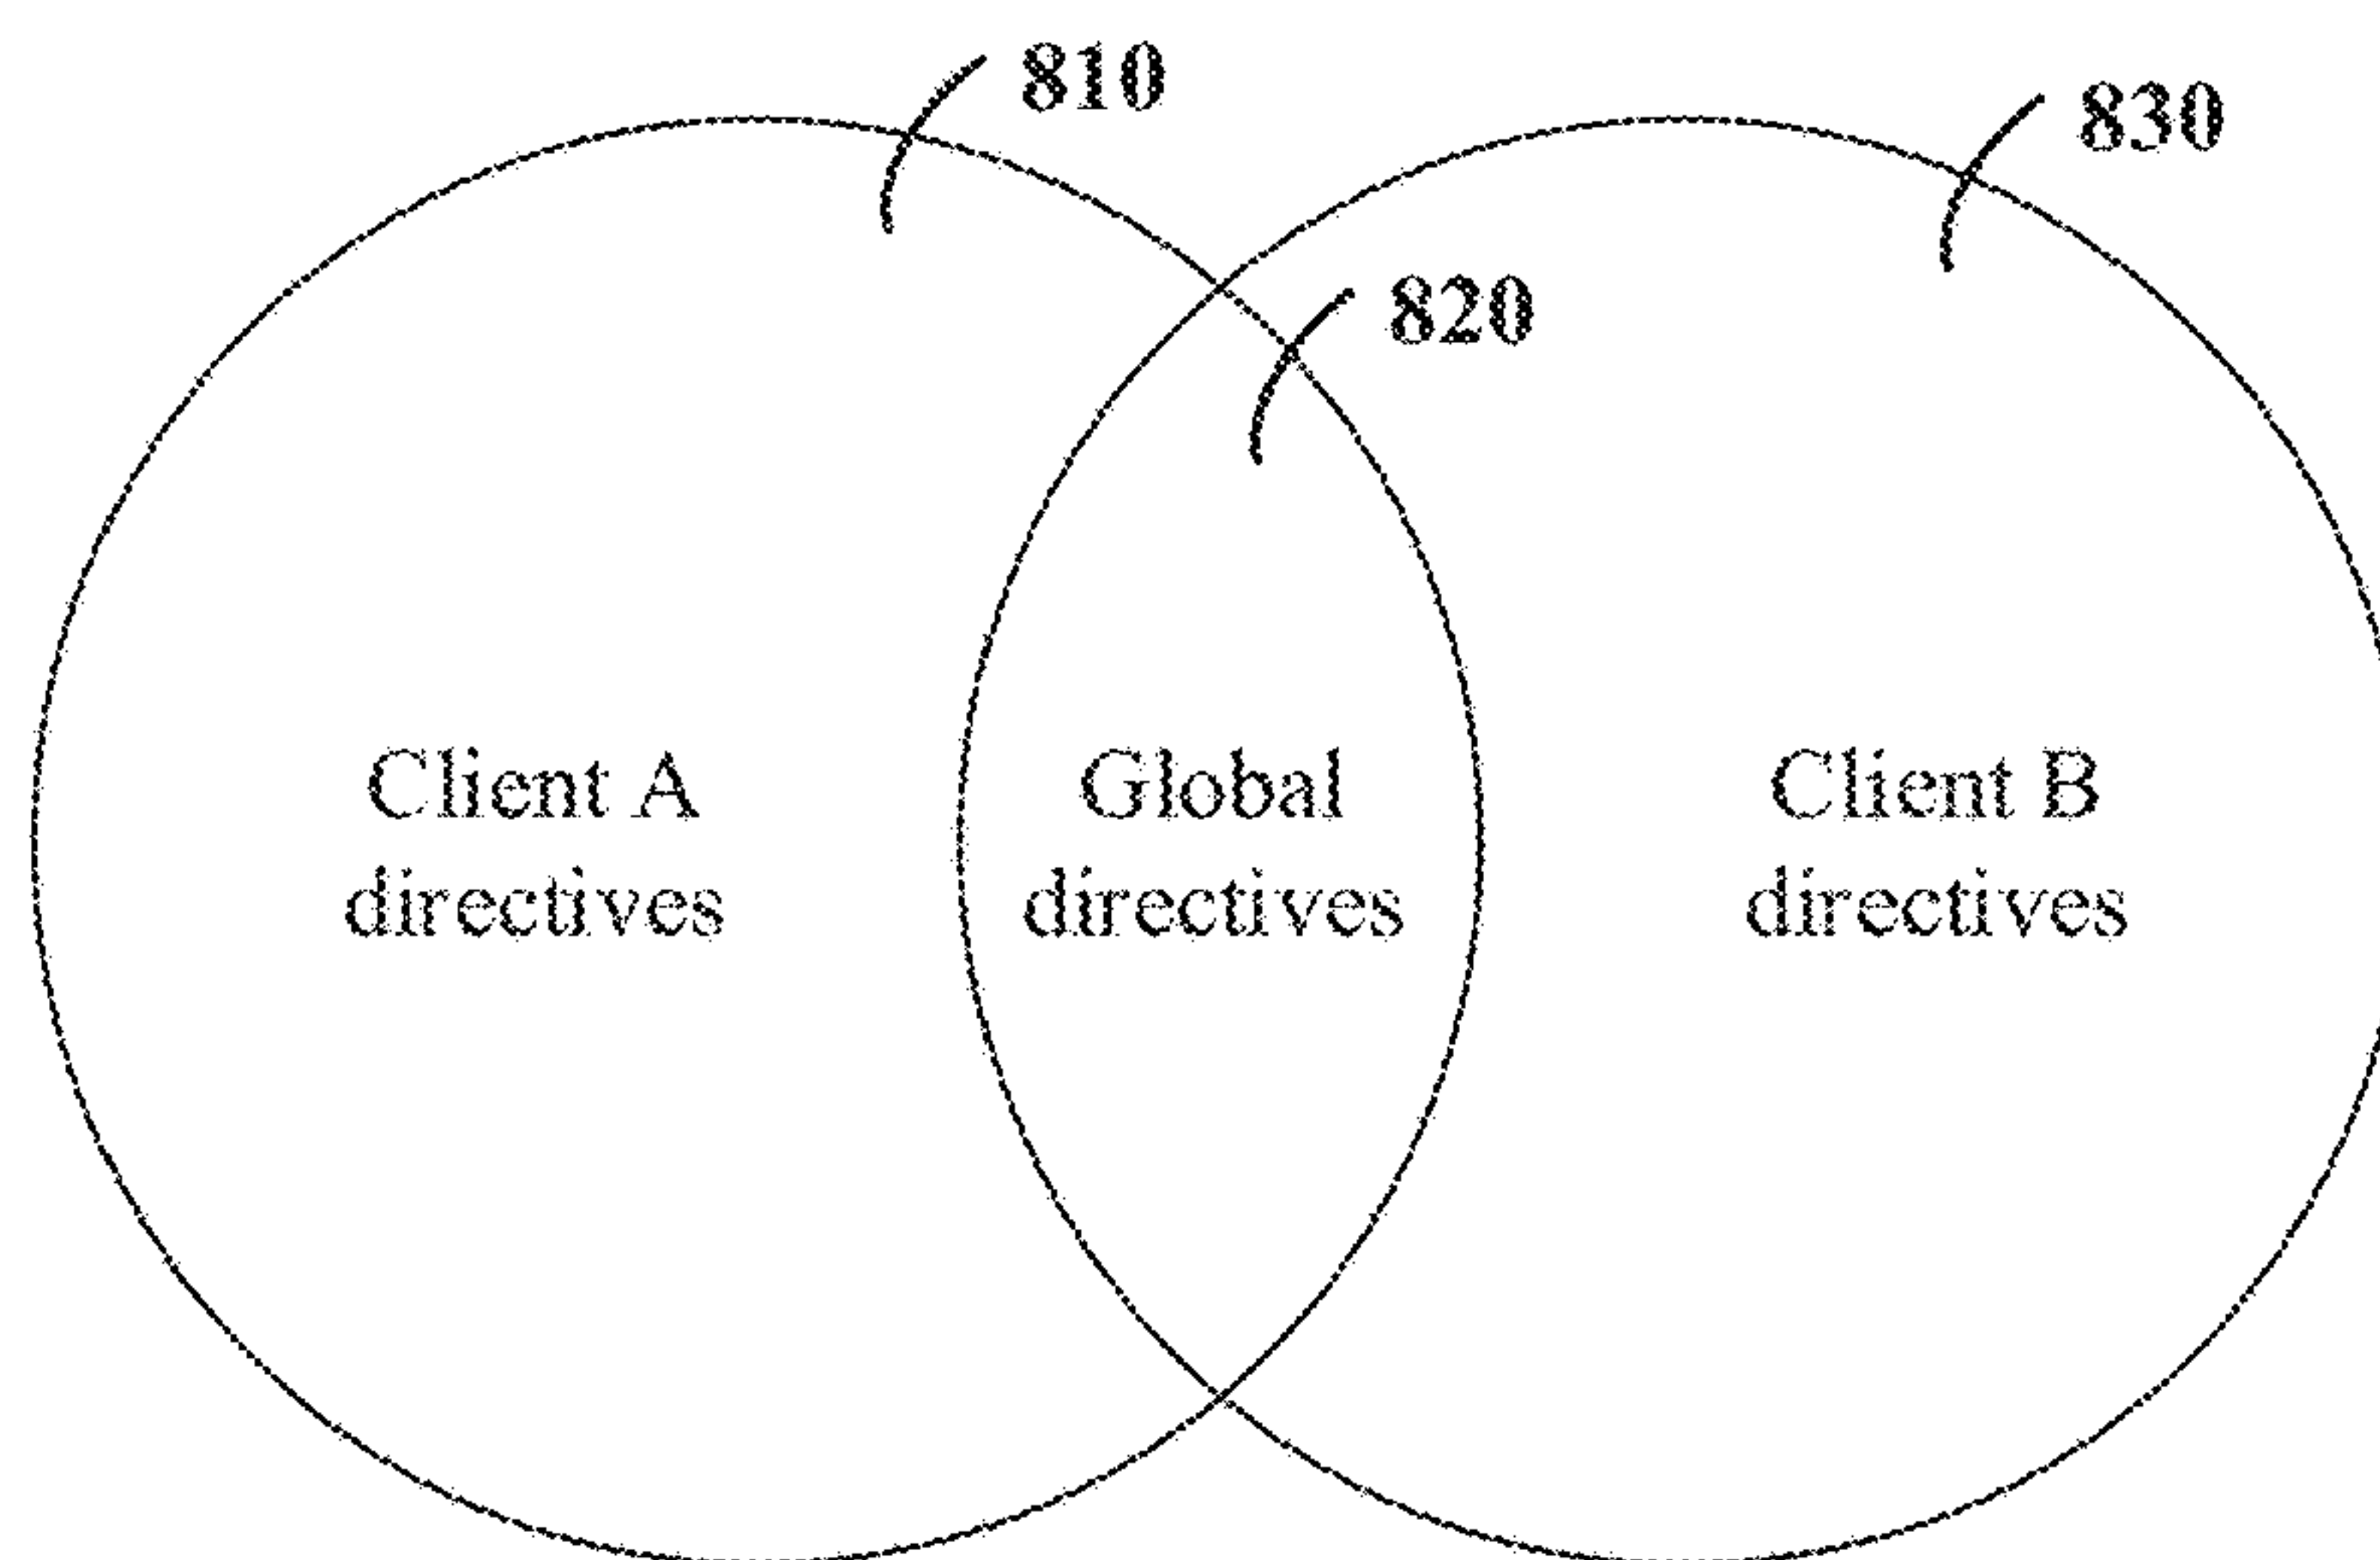 810
830
820
Client A
directives
Global
directives
Client B
directives